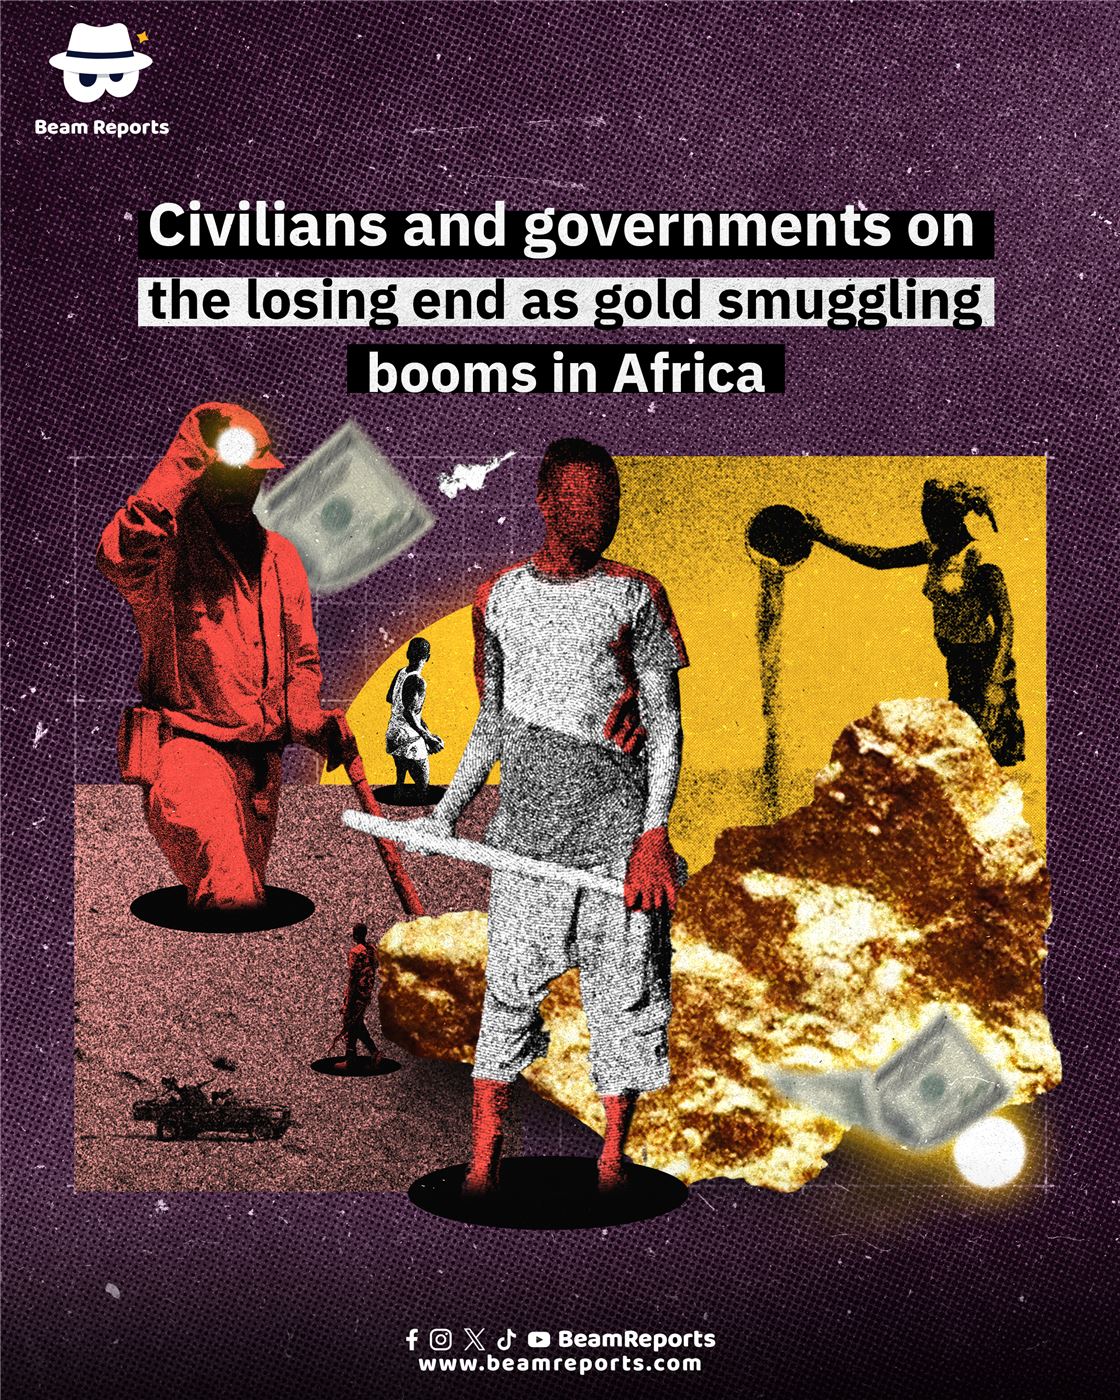 Beam Reports
Civilians and governments on
the losing end as gold smuggling
booms in Africa
BeamReports
www.beamreports.com